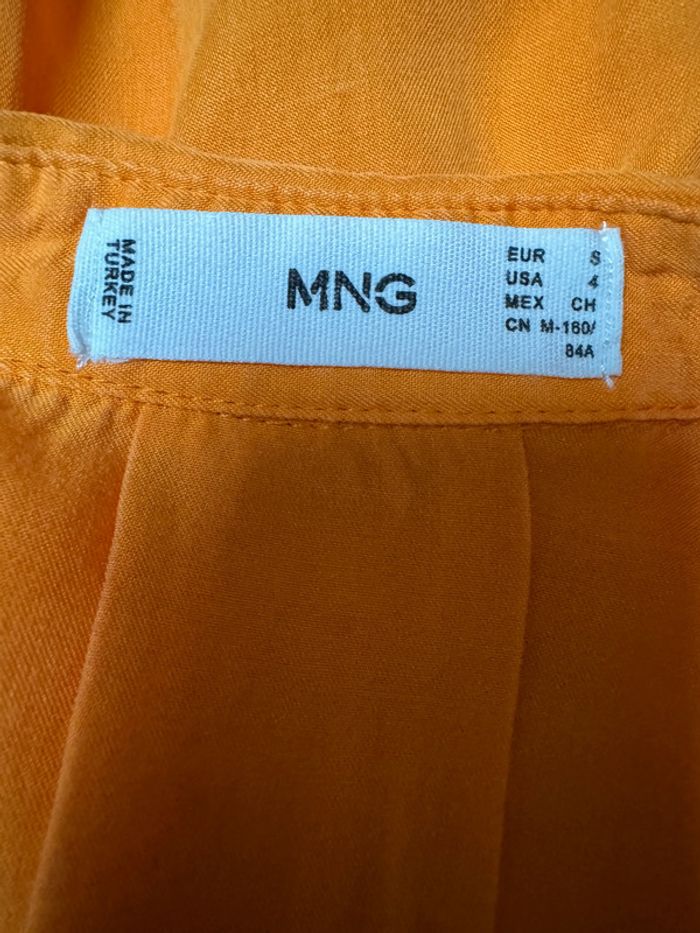 MADE IN
TURKEY
MNG
EUR S
USA 4
MEX CH
CN M-160/
84A